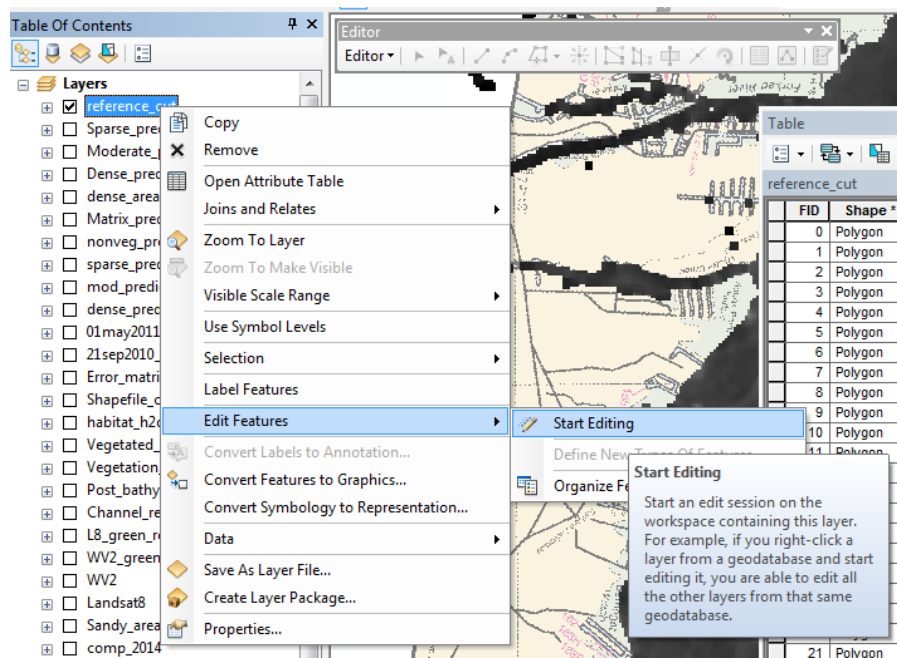 Table Of Contents
Layers
reference_cut
Sparse_pre
Moderate_
Dense_pred
dense_area
Matrix_pred
nonveg_pr
sparse_pred
mod_predi
dense_pred
01may2011
21sep2010_
Error_matri
Shapefile_c
habitat_h2o
Vegetated_
Vegetation_
Post_bathy
Channel_re
L8_green_r
WV2_green
WV2
Landsat8
Sandy_area
comp_2014
Copy
Remove
Open Attribute Table
Joins and Relates
Zoom To Layer
Zoom To Make Visible
Visible Scale Range
Use Symbol Levels
Selection
Label Features
Edit Features
Convert Labels to Annotation...
Convert Features to Graphics...
Convert Symbology to Representation...
Data
Save As Layer File...
Create Layer Package...
Properties...
Editor
Editor
Start Editing
Define New Types Of Features...
Organize Fe
Start Editing
Start an edit session on the
workspace containing this layer.
For example, if you right-click a
layer from a geodatabase and start
editing it, you are able to edit all
the other layers from that same
geodatabase.
Table
reference_cut
FID Shape *
0 Polygon
1 Polygon
2 Polygon
3 Polygon
4 Polygon
5 Polygon
6 Polygon
7 Polygon
8 Polygon
9 Polygon
10 Polygon
11 Polygon
21 Polygon